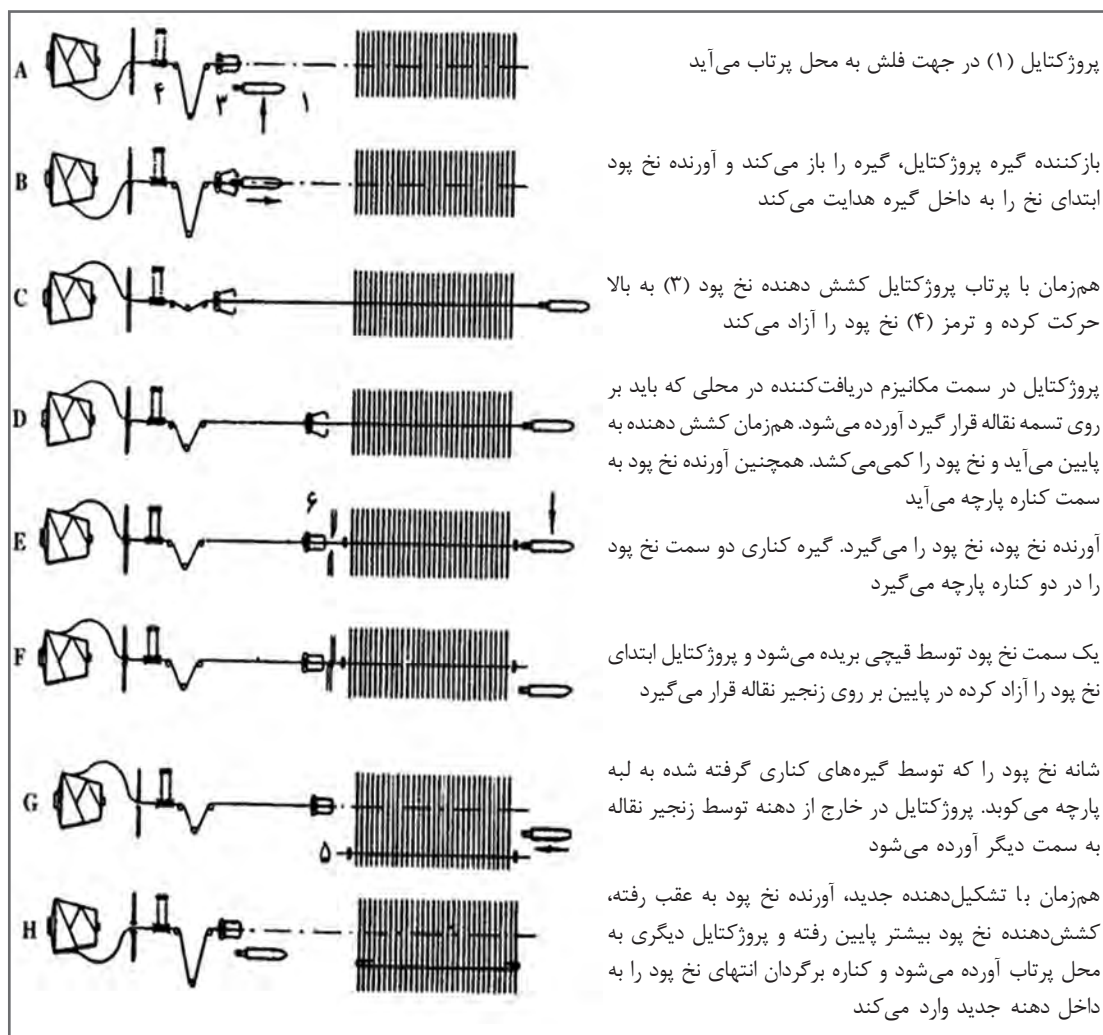 A
۴
۳
۱
پروژکتایل (۱) در جهت فلش به محل پرتاب می‌آید
B
بازکننده گیره پروژکتایل، گیره را باز می‌کند و آورنده نخ پود
ابتدای نخ را به داخل گیره هدایت می‌کند
C
هم‌زمان با پرتاب پروژکتایل کشش دهنده نخ پود (۳) به بالا
حرکت کرده و ترمز (۴) نخ پود را آزاد می‌کند
D
پروژکتایل در سمت مکانیزم دریافت‌کننده در محلی که باید بر
روی تسمه نقاله قرار گیرد آورده می‌شود. هم‌زمان کشش دهنده به
پایین می‌آید و نخ پود را کمی‌می‌کشد. همچنین آورنده نخ پود به
سمت کناره پارچه می‌آید
E
۶
آورنده نخ پود، نخ پود را می‌گیرد. گیره کناری دو سمت نخ پود
را در دو کناره پارچه می‌گیرد
F
یک سمت نخ پود توسط قیچی بریده می‌شود و پروژکتایل ابتدای
نخ پود را آزاد کرده در پایین بر روی زنجیر نقاله قرار می‌گیرد
G
۵
شانه نخ پود را که توسط گیره‌های کناری گرفته شده به لبه
پارچه می‌کوبد. پروژکتایل در خارج از دهنه توسط زنجیر نقاله
به سمت دیگر آورده می‌شود
H
هم‌زمان با تشکیل‌دهنده جدید، آورنده نخ پود به عقب رفته،
کشش‌دهنده نخ پود بیشتر پایین رفته و پروژکتایل دیگری به
محل پرتاب آورده می‌شود و کناره برگردان انتهای نخ پود را به
داخل دهنه جدید وارد می‌کند